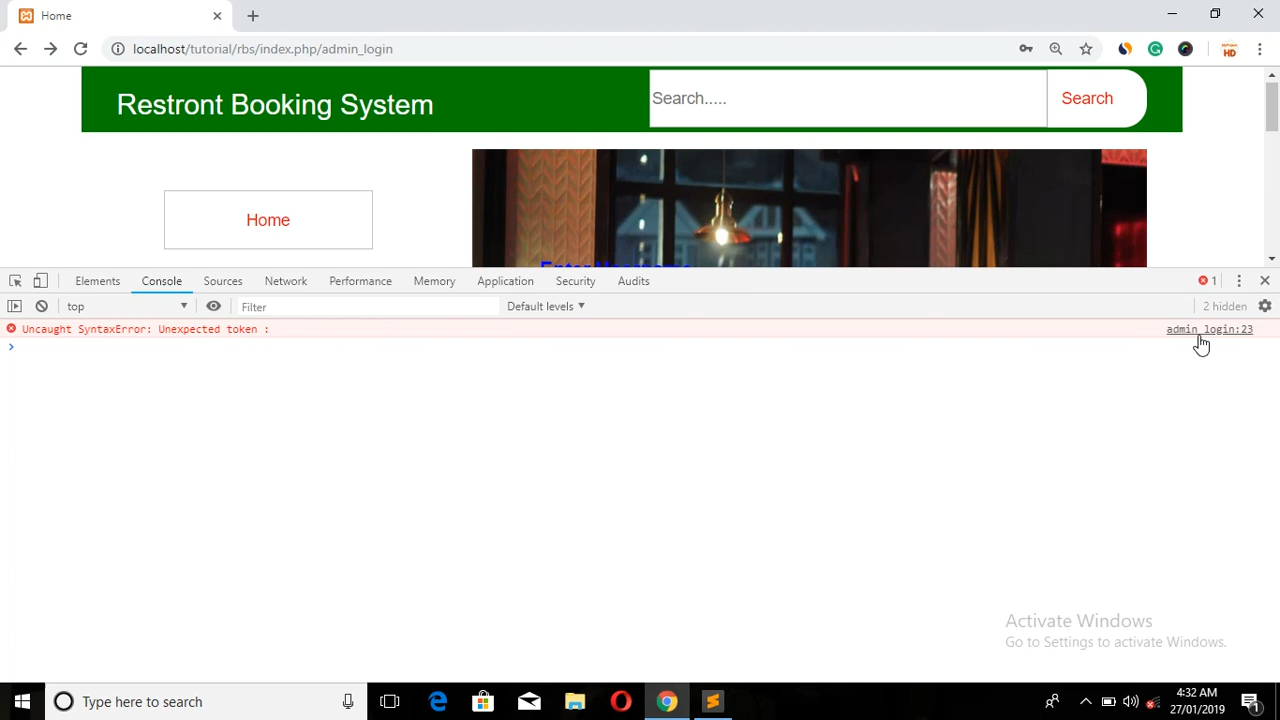 Home
localhost/tutorial/rbs/index.php/admin_login
HD
Restront Booking System
Search.....
Search
Home
Elements
Console
Sources
Network
Performance
Memory
Application
Security
Audits
1
top
Filter
Default levels
2 hidden
Uncaught SyntaxError: Unexpected token :
admin_login:23
Activate Windows
Go to Settings to activate Windows.
Type here to search
4:32 AM
27/01/2019
1